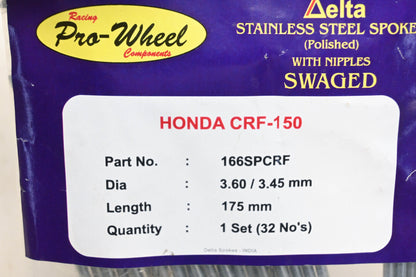 Racing
Pro-Wheel
Components
Delta
STAINLESS STEEL SPOKE
(Polished)
WITH NIPPLES
SWAGED
HONDA CRF-150
Part No. : 166SPCRF
Dia : 3.60 / 3.45 mm
Length : 175 mm
Quantity : 1 Set (32 No's)
Delta Spokes - INDIA